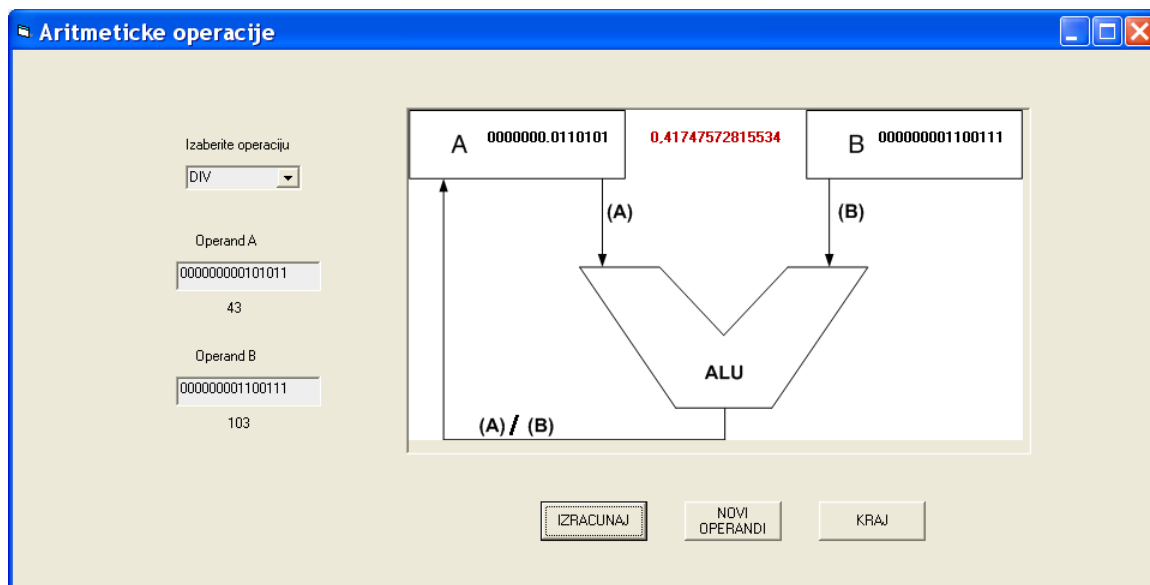 Aritmeticke operacije
Izaberite operaciju
DIV
Operand A
000000000101011
43
Operand B
000000001100111
103
A 0000000.0110101 0,41747572815534 B 000000001100111
(A) (B)
ALU
(A) / (B)
IZRACUNAJ
NOVI
OPERANDI
KRAJ